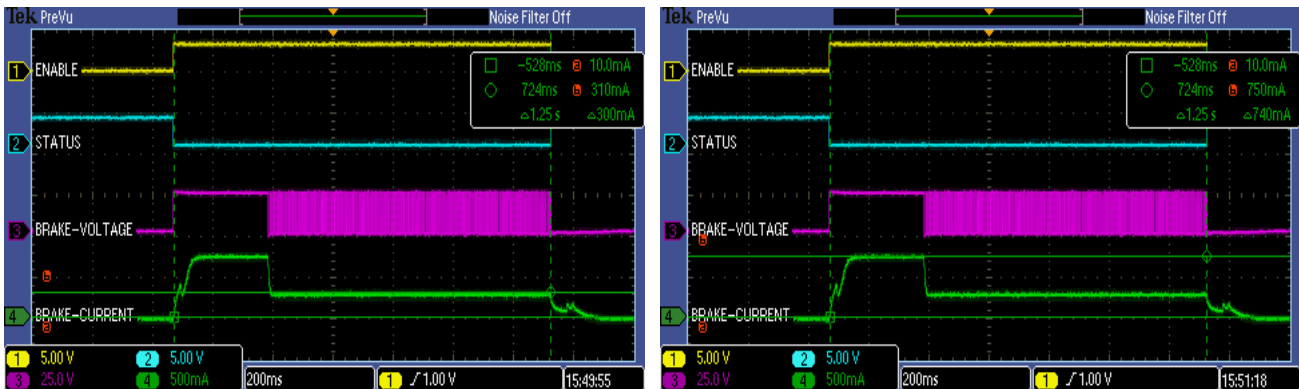 Tek PreVu Noise Filter Off
-528ms a 10.0mA
724ms b 310mA
△1.25 s △300mA
1 ENABLE
2 STATUS
3 BRAKE-VOLTAGE
b
4 BRAKE-CURRENT
a
1 5.00 V 2 5.00 V
3 25.0 V 4 500mA 200ms 1 1.00 V 15:49:55
Tek PreVu Noise Filter Off
-528ms a 10.0mA
724ms b 750mA
△1.25 s △740mA
1 ENABLE
2 STATUS
3 BRAKE-VOLTAGE
b
4 BRAKE-CURRENT
a
1 5.00 V 2 5.00 V
3 25.0 V 4 500mA 200ms 1 1.00 V 15:51:18